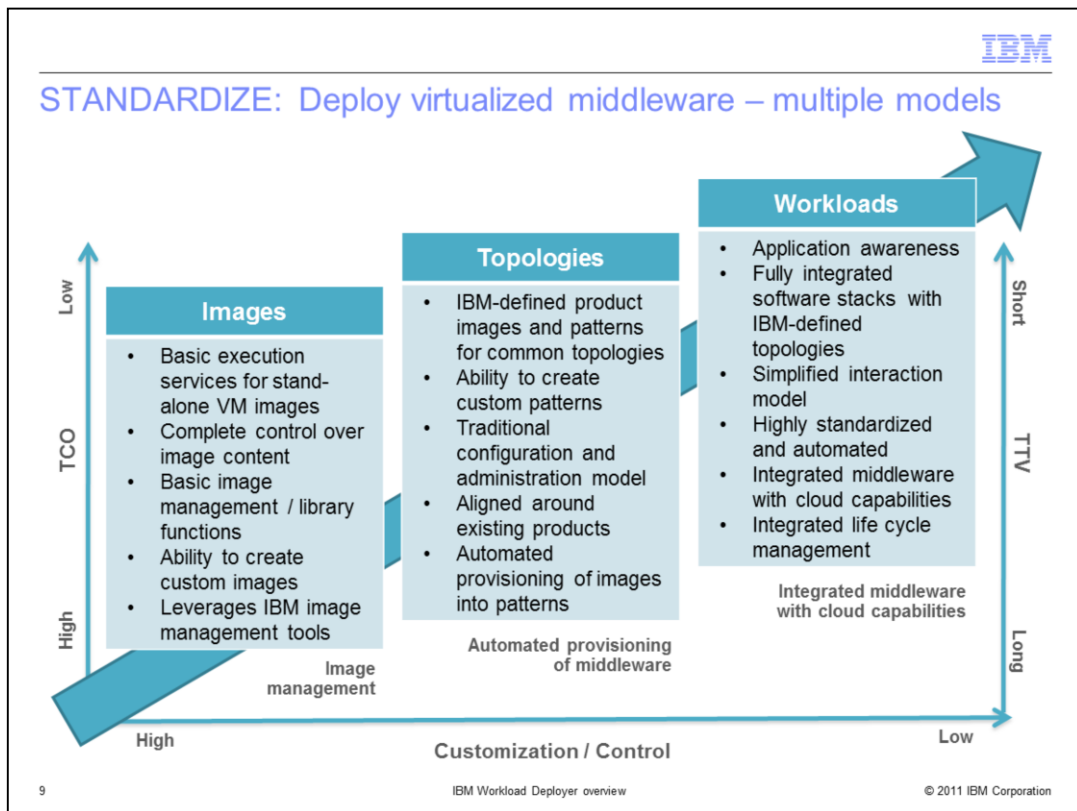 IBM
STANDARDIZE: Deploy virtualized middleware – multiple models
Low
TCO
High
Images
• Basic execution
services for stand-
alone VM images
• Complete control over
image content
• Basic image
management / library
functions
• Ability to create
custom images
• Leverages IBM image
management tools
Image
management
Topologies
• IBM-defined product
images and patterns
for common topologies
• Ability to create
custom patterns
• Traditional
configuration and
administration model
• Aligned around
existing products
• Automated
provisioning of images
into patterns
Automated provisioning
of middleware
Workloads
• Application awareness
• Fully integrated
software stacks with
IBM-defined
topologies
• Simplified interaction
model
• Highly standardized
and automated
• Integrated middleware
with cloud capabilities
• Integrated life cycle
management
Integrated middleware
with cloud capabilities
Short
TTV
Long
High
Customization / Control
Low
9
IBM Workload Deployer overview
© 2011 IBM Corporation